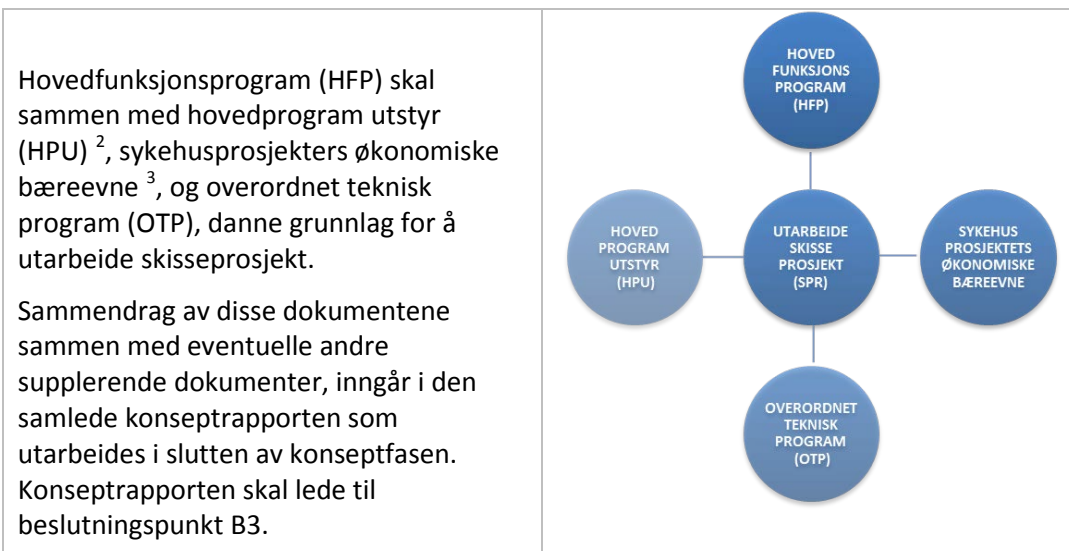 Hovedfunksjonsprogram (HFP) skal
sammen med hovedprogram utstyr
(HPU) ², sykehusprosjekters økonomiske
bæreevne ³, og overordnet teknisk
program (OTP), danne grunnlag for å
utarbeide skisseprosjekt.
Sammendrag av disse dokumentene
sammen med eventuelle andre
supplerende dokumenter, inngår i den
samlede konseptrapporten som
utarbeides i slutten av konseptfasen.
Konseptrapporten skal lede til
beslutningspunkt B3.
HOVED
FUNKSJONS
PROGRAM
(HFP)
HOVED
PROGRAM
UTSTYR
(HPU)
UTARBEIDE
SKISSE
PROSJEKT
(SPR)
SYKEHUS
PROSJEKTETS
ØKONOMISKE
BÆREEVNE
OVERORDNET
TEKNISK
PROGRAM
(OTP)